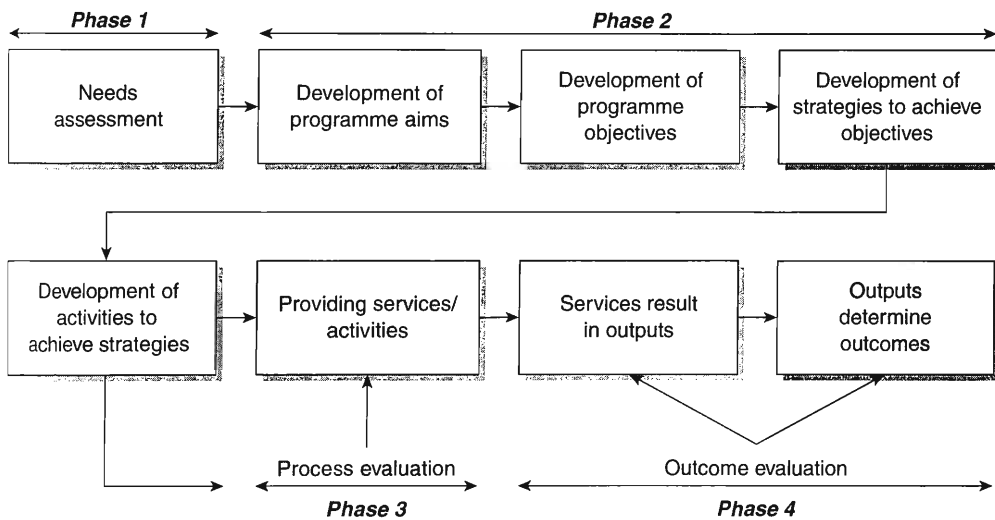 Phase 1
Phase 2
Needs
assessment
Development of
programme aims
Development of
programme
objectives
Development of
strategies to achieve
objectives
Development of
activities to
achieve strategies
Providing services/
activities
Services result
in outputs
Outputs
determine
outcomes
Process evaluation
Outcome evaluation
Phase 3
Phase 4